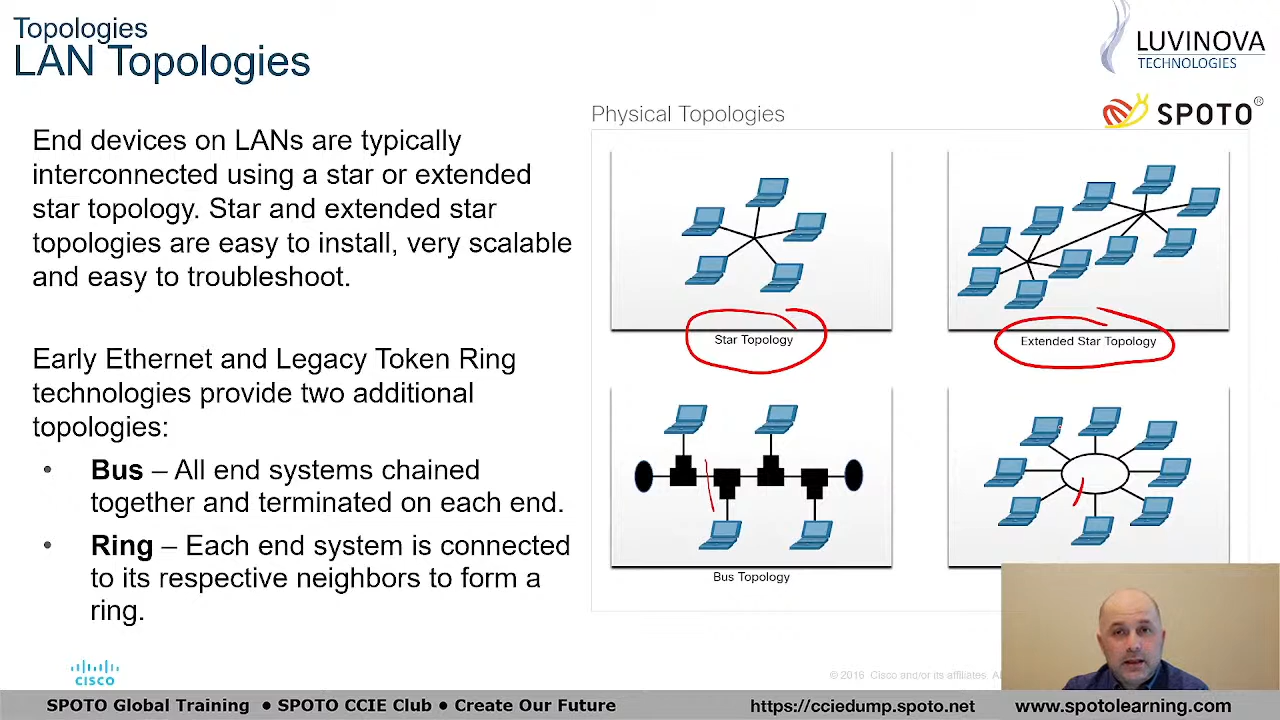 Topologies
LAN Topologies
LUVINOVA
TECHNOLOGIES
SPOTO®
End devices on LANs are typically
interconnected using a star or extended
star topology. Star and extended star
topologies are easy to install, very scalable
and easy to troubleshoot.
Early Ethernet and Legacy Token Ring
technologies provide two additional
topologies:
• Bus – All end systems chained
together and terminated on each end.
• Ring – Each end system is connected
to its respective neighbors to form a
ring.
Physical Topologies
Star Topology
Extended Star Topology
Bus Topology
CISCO
© 2016 Cisco and/or its affiliates.
SPOTO Global Training ● SPOTO CCIE Club ● Create Our Future
https://cciedump.spoto.net
www.spotolearning.com